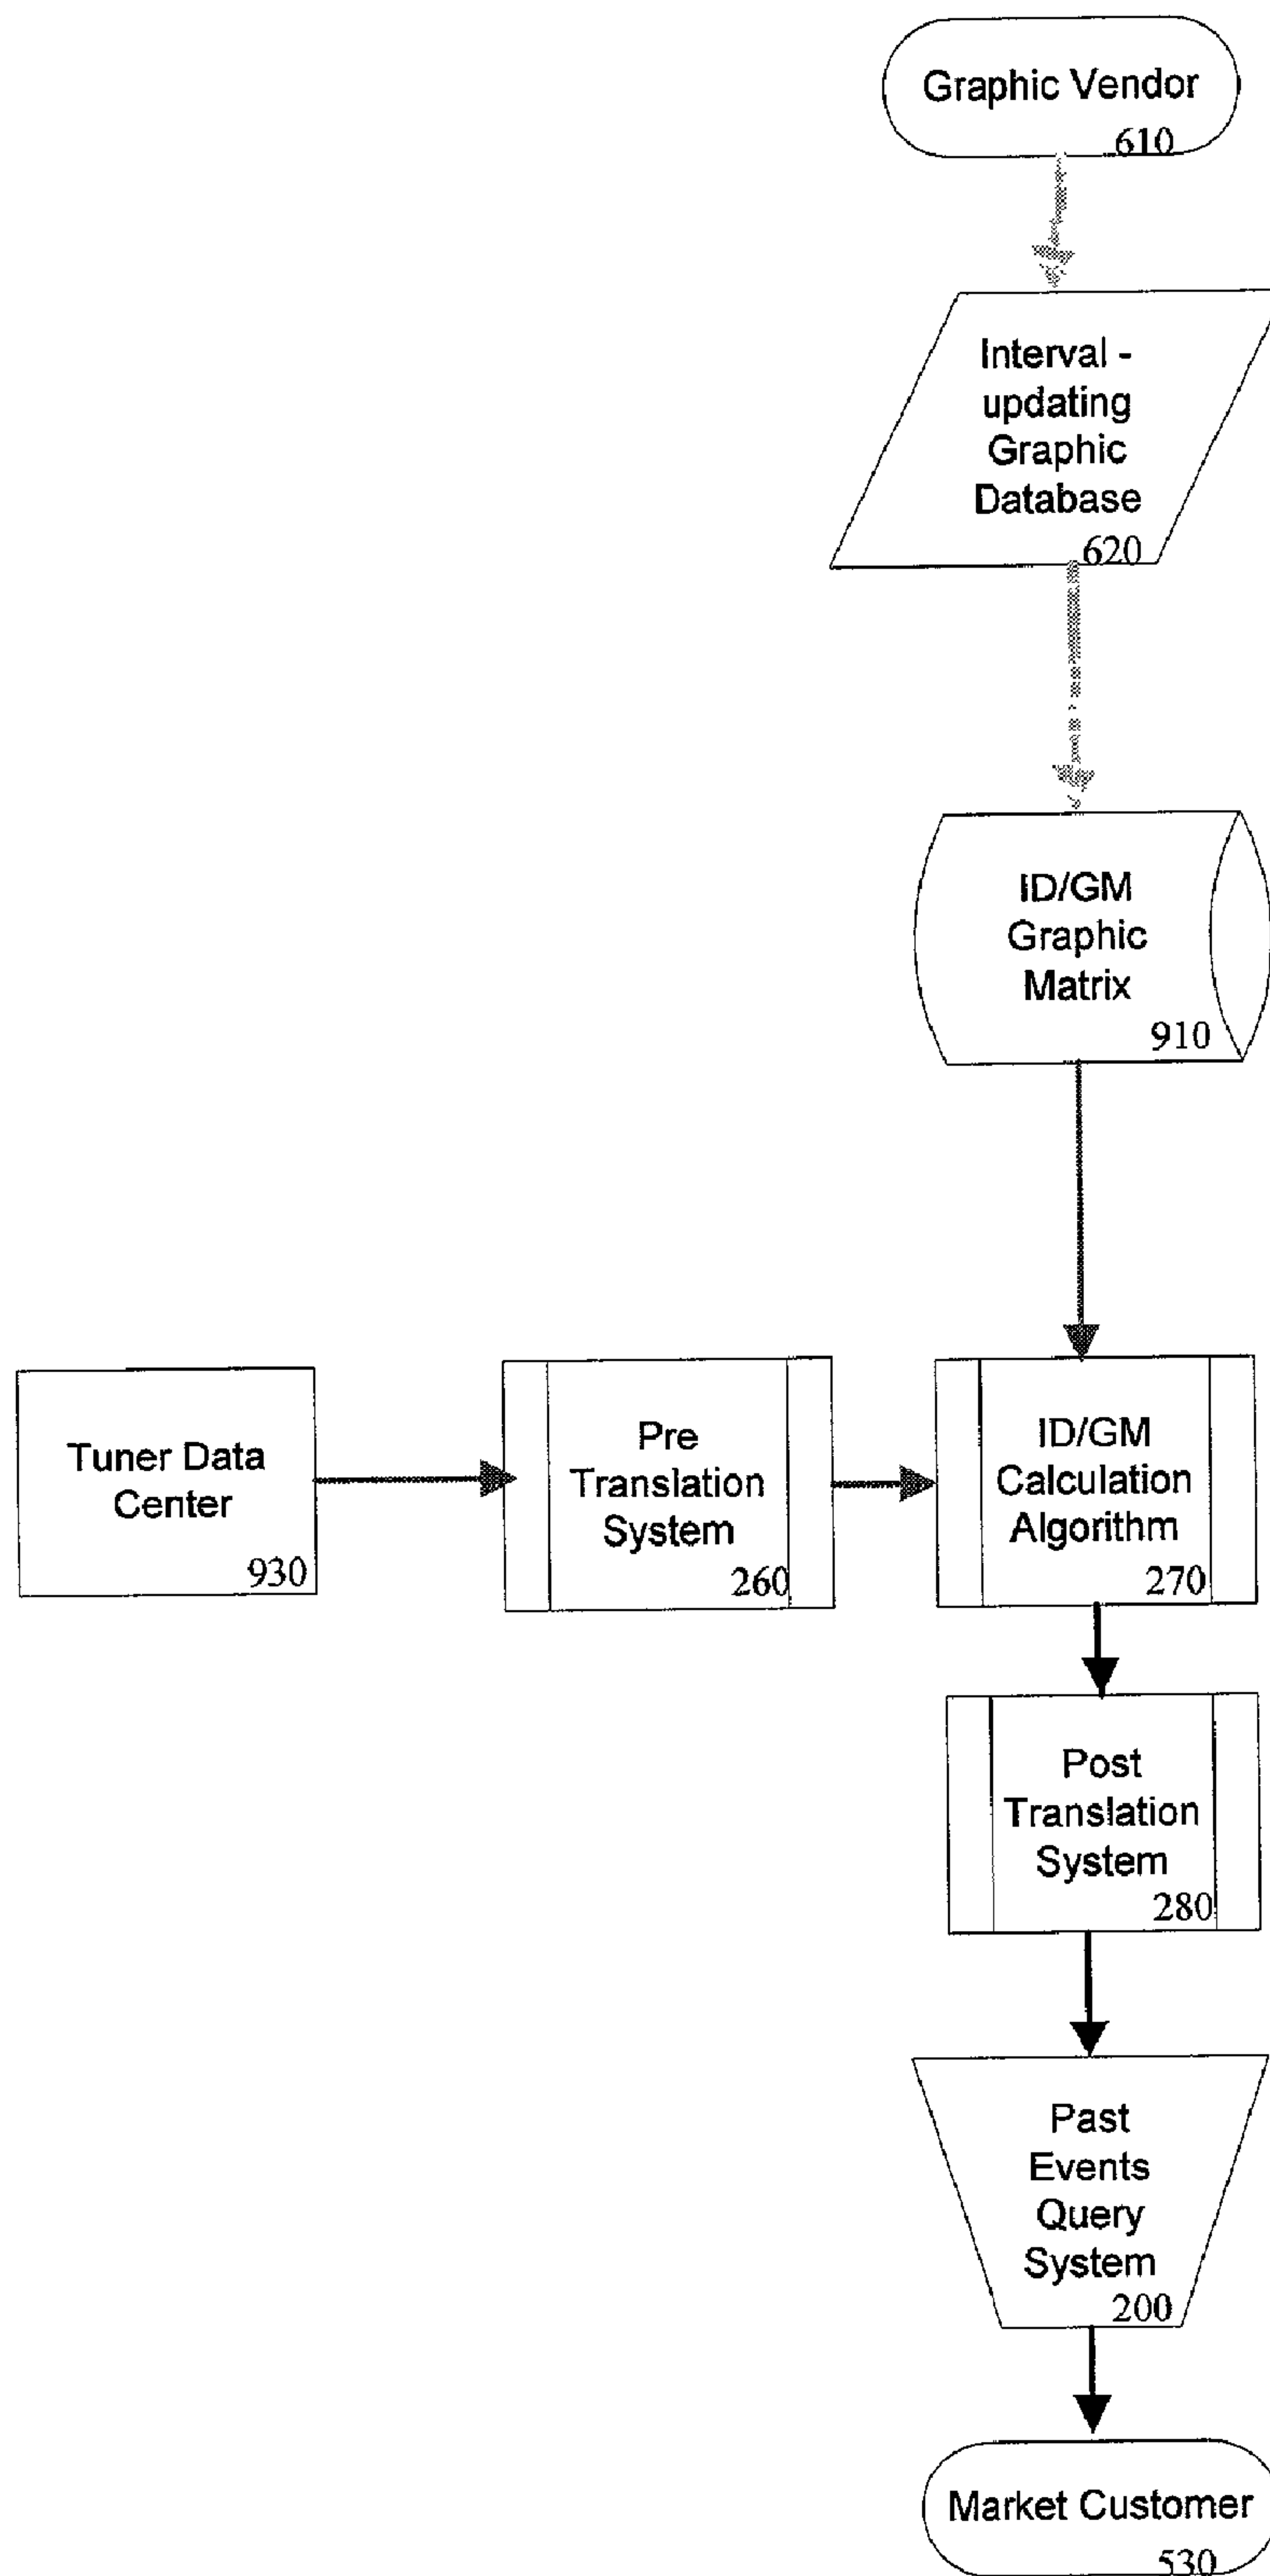 Graphic Vendor
610
Interval -
updating
Graphic
Database
620
ID/GM
Graphic
Matrix
910
Tuner Data
Center
930
Pre
Translation
System
260
ID/GM
Calculation
Algorithm
270
Post
Translation
System
280
Past
Events
Query
System
200
Market Customer
530